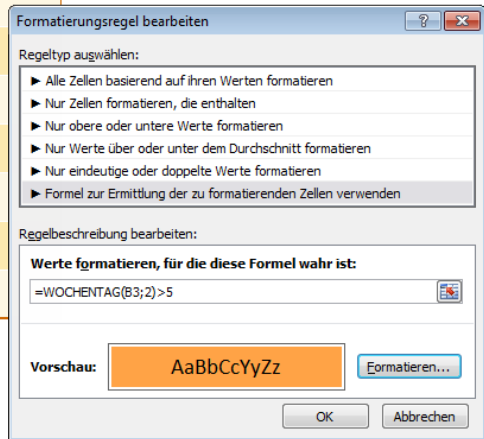 Formatierungsregel bearbeiten
Regeltyp auswählen:
► Alle Zellen basierend auf ihren Werten formatieren
► Nur Zellen formatieren, die enthalten
► Nur obere oder untere Werte formatieren
► Nur Werte über oder unter dem Durchschnitt formatieren
► Nur eindeutige oder doppelte Werte formatieren
► Formel zur Ermittlung der zu formatierenden Zellen verwenden
Regelbeschreibung bearbeiten:
Werte formatieren, für die diese Formel wahr ist:
=WOCHENTAG(B3;2)>5
Vorschau: AaBbCcYyZz Formatieren...
OK Abbrechen